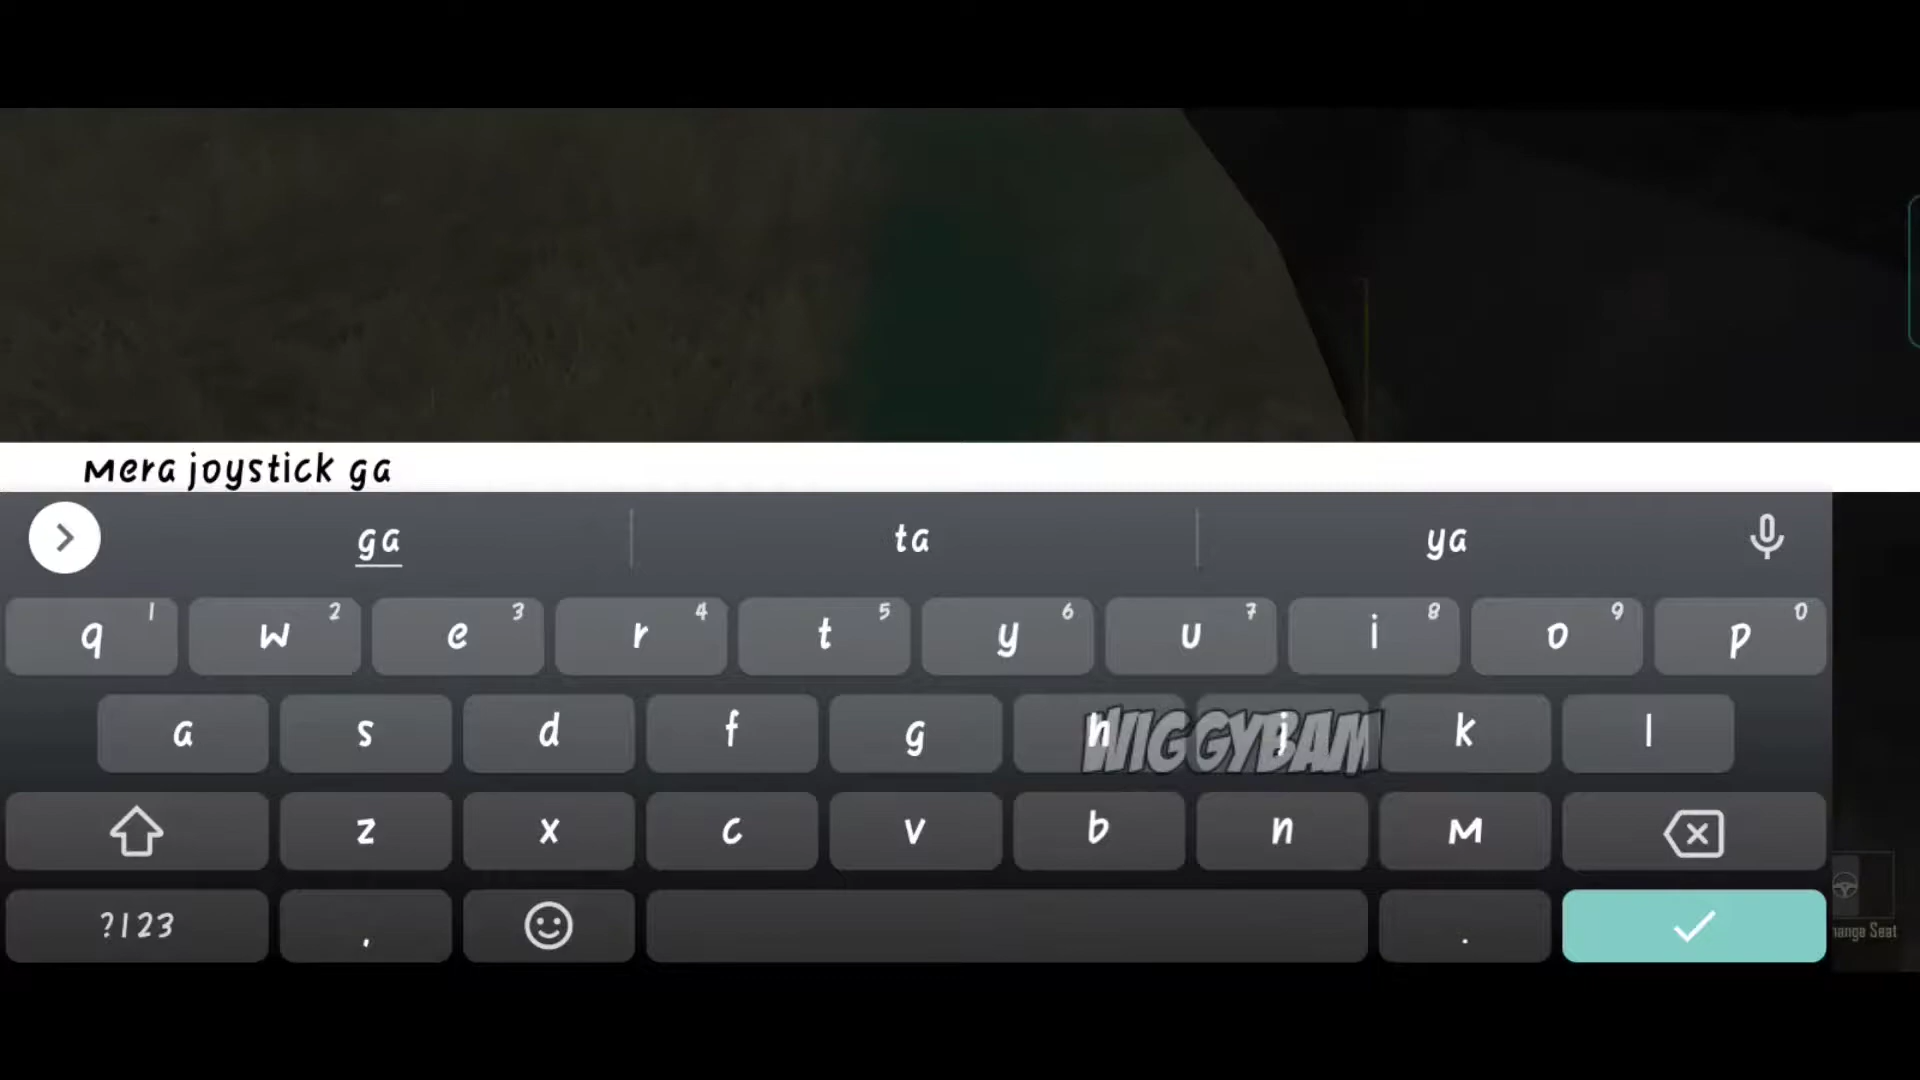 Mera joystick ga
ga ta ya
q 1 w 2 e 3 r 4 t 5 y 6 u 7 i 8 o 9 p 0
a s d f g h j k l
WIGGYBAM
z x c v b n m
?123 , .
hange Seat